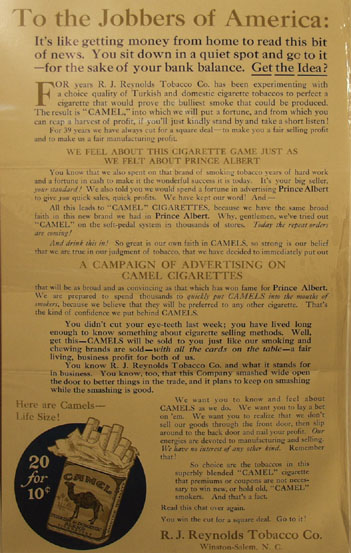 To the Jobbers of America:
It's like getting money from home to read this bit
of news. You sit down in a quiet spot and go to it
—for the sake of your bank balance. Get the Idea?
FOR years R. J. Reynolds Tobacco Co. has been experimenting with
a choice quality of Turkish and domestic cigarette tobaccos to perfect a
cigarette that would prove the bulliest smoke that could be produced.
The result is "CAMEL" into which we will put a fortune, and from which you
can reap a harvest of profit, if you'll just kindly stand by and take a short listen!
For 39 years we have always cut for a square deal—to make you a fair selling profit
and to make us a fair manufacturing profit.
WE FEEL ABOUT THIS CIGARETTE GAME JUST AS
WE FELT ABOUT PRINCE ALBERT
You know that we also spent on that brand of smoking tobacco years of hard work
and a fortune in cash to make it the wonderful success it is today. It's your big seller,
your standard! We also told you we would spend a fortune in advertising Prince Albert
to give you quick sales, quick profits. We have kept our word! And—
All this leads to "CAMEL" CIGARETTES, because we have the same broad
faith in this new brand we had in Prince Albert. Why, gentlemen, we've tried out
"CAMEL" on the soft-pedal system in thousands of stores. Today the repeat orders
are coming!
And drink this in! So great is our own faith in CAMELS, so strong is our belief
that we are true in our judgment of tobacco, that we have decided to immediately put out
A CAMPAIGN OF ADVERTISING ON
CAMEL CIGARETTES
that will be as broad and as convincing as that which has won fame for Prince Albert.
We are prepared to spend thousands to quickly put CAMELS into the mouths of
smokers, because we believe that they will be preferred to any other cigarette. That's
the kind of confidence we put behind CAMELS.
You didn't cut your eye-teeth last week; you have lived long
enough to know something about cigarette selling methods. Well,
get this—CAMELS will be sold to you just like our smoking and
chewing brands are sold—with all the cards on the table—a fair
living, business profit for both of us.
You know R. J. Reynolds Tobacco Co. and what it stands for
in business. You know, too, that this Company smashed wide open
the door to better things in the trade, and it plans to keep on smashing
while the smashing is good.
We want you to know and feel about
CAMELS as we do. We want you to lay a bet
on 'em. We want you to realize that we don't
sell our goods through the front door, then slip
around to the back door and nail your profit. Our
energies are devoted to manufacturing and selling.
We have no interest of any other kind. Remember
that!
So choice are the tobaccos in this
superbly blended "CAMEL" cigarette
that premiums or coupons are not neces-
sary to win new, or hold old, "CAMEL"
smokers. And that's a fact.
Read this chat over again.
You win the cut for a square deal. Go to it!
R. J. Reynolds Tobacco Co.
Winston-Salem, N. C.
Here are Camels—
Life Size!
20
for
10¢
CAMEL